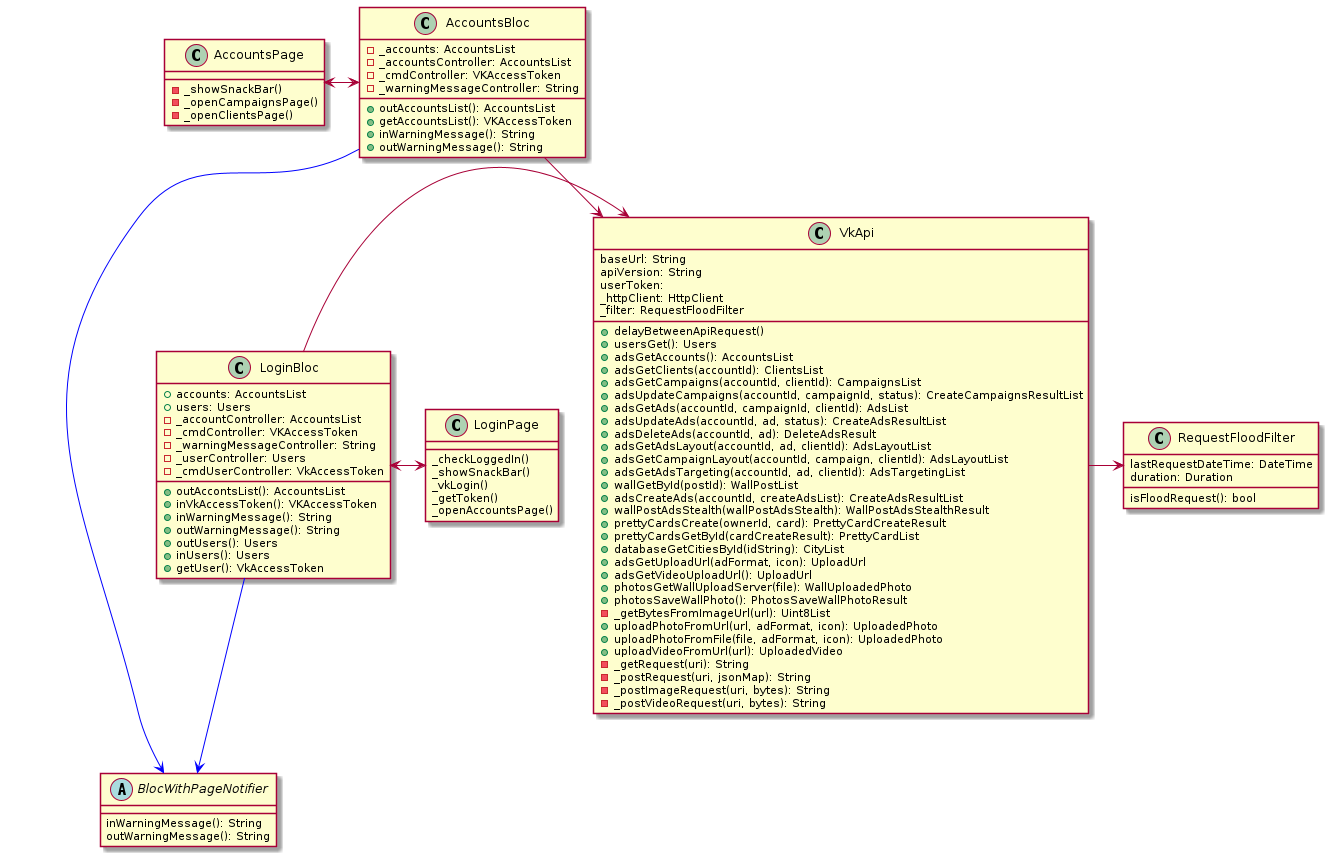 C AccountsPage
_showSnackBar()
_openCampaignsPage()
_openClientsPage()
C AccountsBloc
_accounts: AccountsList
_accountsController: AccountsList
_cmdController: VKAccessToken
_warningMessageController: String
outAccountsList(): AccountsList
getAccountsList(): VKAccessToken
inWarningMessage(): String
outWarningMessage(): String
C VkApi
baseUrl: String
apiVersion: String
userToken:
_httpClient: HttpClient
_filter: RequestFloodFilter
delayBetweenApiRequest()
usersGet(): Users
adsGetAccounts(): AccountsList
adsGetClients(accountId): ClientsList
adsGetCampaigns(accountId, clientId): CampaignsList
adsUpdateCampaigns(accountId, campaignId, status): CreateCampaignsResultList
adsGetAds(accountId, campaignId, clientId): AdsList
adsUpdateAds(accountId, ad, status): CreateAdsResultList
adsDeleteAds(accountId, ad): DeleteAdsResult
adsGetAdsLayout(accountId, ad, clientId): AdsLayoutList
adsGetCampaignLayout(accountId, campaign, clientId): AdsLayoutList
adsGetAdsTargeting(accountId, ad, clientId): AdsTargetingList
wallGetById(postId): WallPostList
adsCreateAds(accountId, createAdsList): CreateAdsResultList
wallPostAdsStealth(wallPostAdsStealth): WallPostAdsStealthResult
prettyCardsCreate(ownerId, card): PrettyCardCreateResult
prettyCardsGetById(cardCreateResult): PrettyCardList
databaseGetCitiesById(idString): CityList
adsGetUploadUrl(adFormat, icon): UploadUrl
adsGetVideoUploadUrl(): UploadUrl
photosGetWallUploadServer(file): WallUploadedPhoto
photosSaveWallPhoto(): PhotosSaveWallPhotoResult
_getBytesFromImageUrl(url): Uint8List
uploadPhotoFromUrl(url, adFormat, icon): UploadedPhoto
uploadPhotoFromFile(file, adFormat, icon): UploadedPhoto
uploadVideoFromUrl(url): UploadedVideo
_getRequest(uri): String
_postRequest(uri, jsonMap): String
_postImageRequest(uri, bytes): String
_postVideoRequest(uri, bytes): String
C LoginBloc
accounts: AccountsList
users: Users
_accountController: AccountsList
_cmdController: VKAccessToken
_warningMessageController: String
_userController: Users
_cmdUserController: VkAccessToken
outAccontsList(): AccountsList
inVkAccessToken(): VKAccessToken
inWarningMessage(): String
outWarningMessage(): String
outUsers(): Users
inUsers(): Users
getUser(): VkAccessToken
C LoginPage
_checkLoggedIn()
_showSnackBar()
_vkLogin()
_getToken()
_openAccountsPage()
C RequestFloodFilter
lastRequestDateTime: DateTime
duration: Duration
isFloodRequest(): bool
A BlocWithPageNotifier
inWarningMessage(): String
outWarningMessage(): String